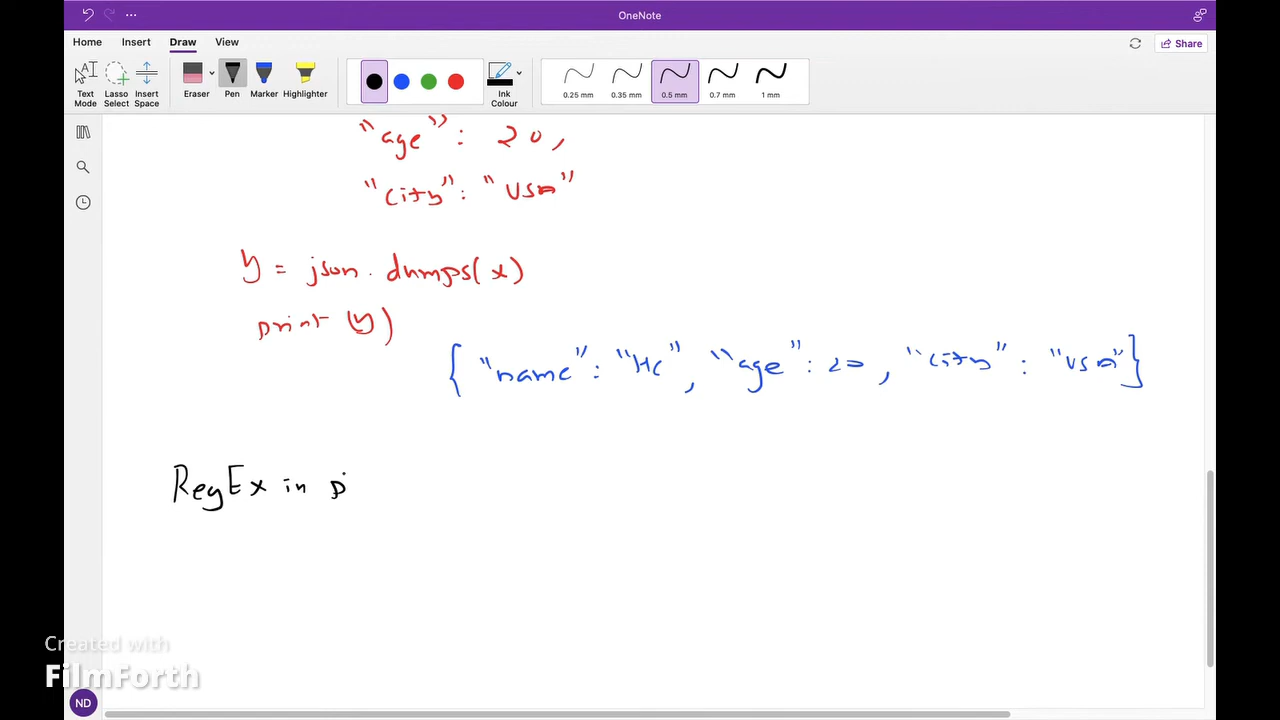 OneNote
Home Insert Draw View
Share
Text Mode
Lasso Select
Insert Space
Eraser
Pen
Marker
Highlighter
Ink Colour
0.25 mm
0.35 mm
0.5 mm
0.7 mm
1 mm
"age" : 20,
"city" : "USA"
y = json.dumps(x)
print (y)
{ "name" : "HC", "age" : 20, "city" : "USA" }
RegEx in p
Created with
FilmForth
ND